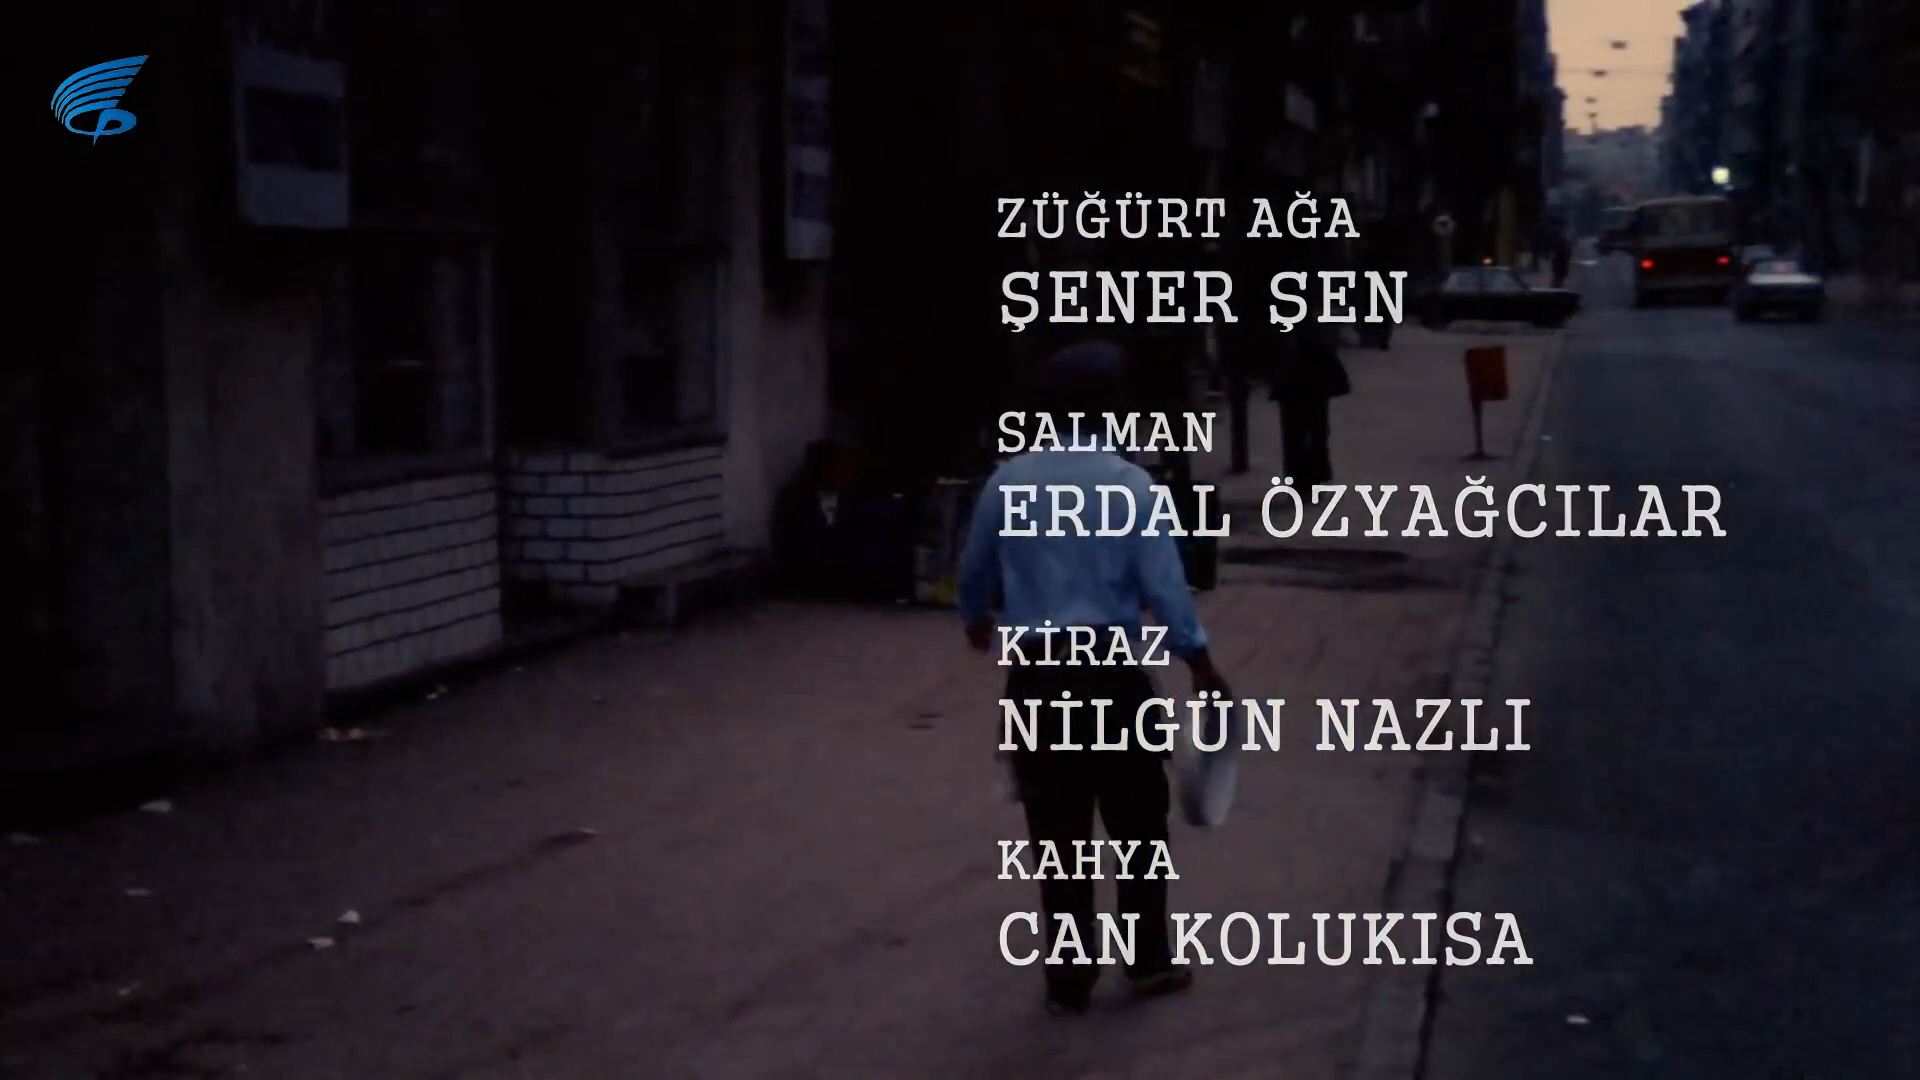 ZÜĞÜRT AĞA
ŞENER ŞEN
SALMAN
ERDAL ÖZYAĞCILAR
KİRAZ
NİLGÜN NAZLI
KAHYA
CAN KOLUKISA